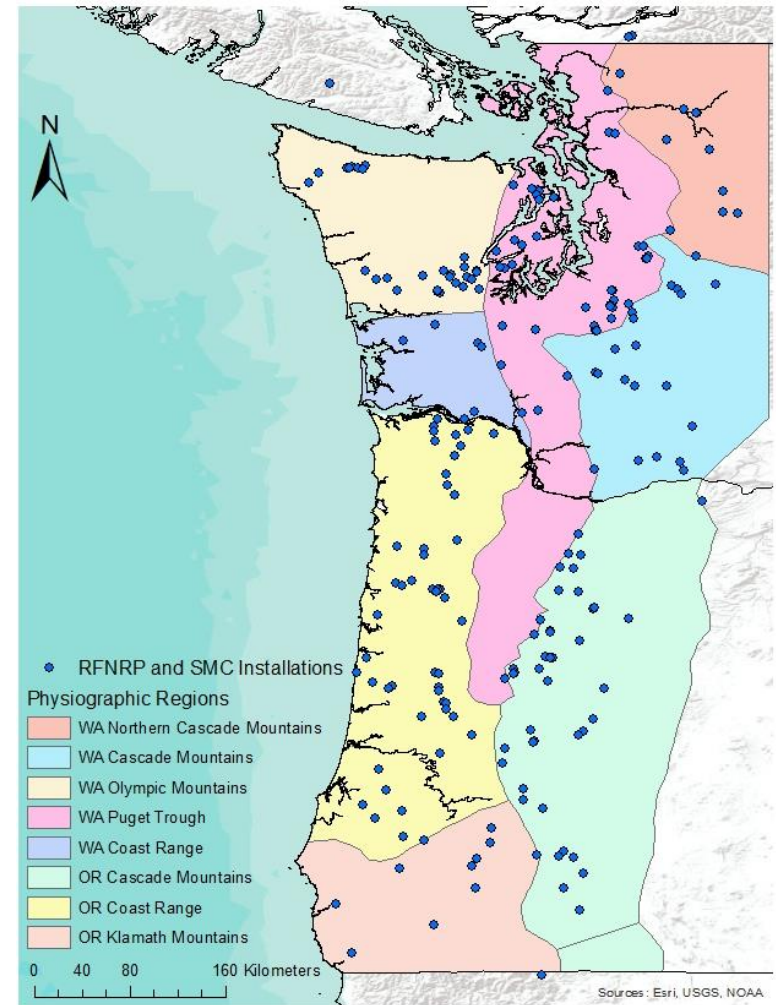 N
RFNRP and SMC Installations
Physiographic Regions
WA Northern Cascade Mountains
WA Cascade Mountains
WA Olympic Mountains
WA Puget Trough
WA Coast Range
OR Cascade Mountains
OR Coast Range
OR Klamath Mountains
0 40 80 160 Kilometers
Sources: Esri, USGS, NOAA